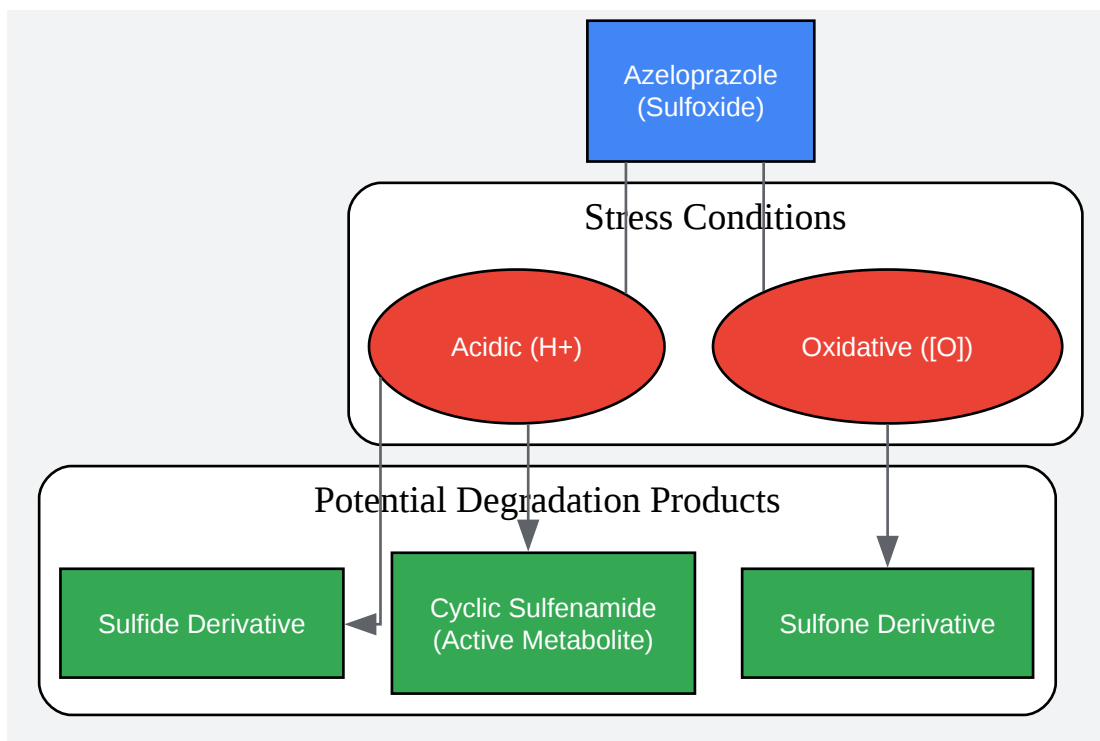 Azeloprazole
(Sulfoxide)
Stress Conditions
Acidic (H+)
Oxidative ([O])
Potential Degradation Products
Sulfide Derivative
Cyclic Sulfenamide
(Active Metabolite)
Sulfone Derivative